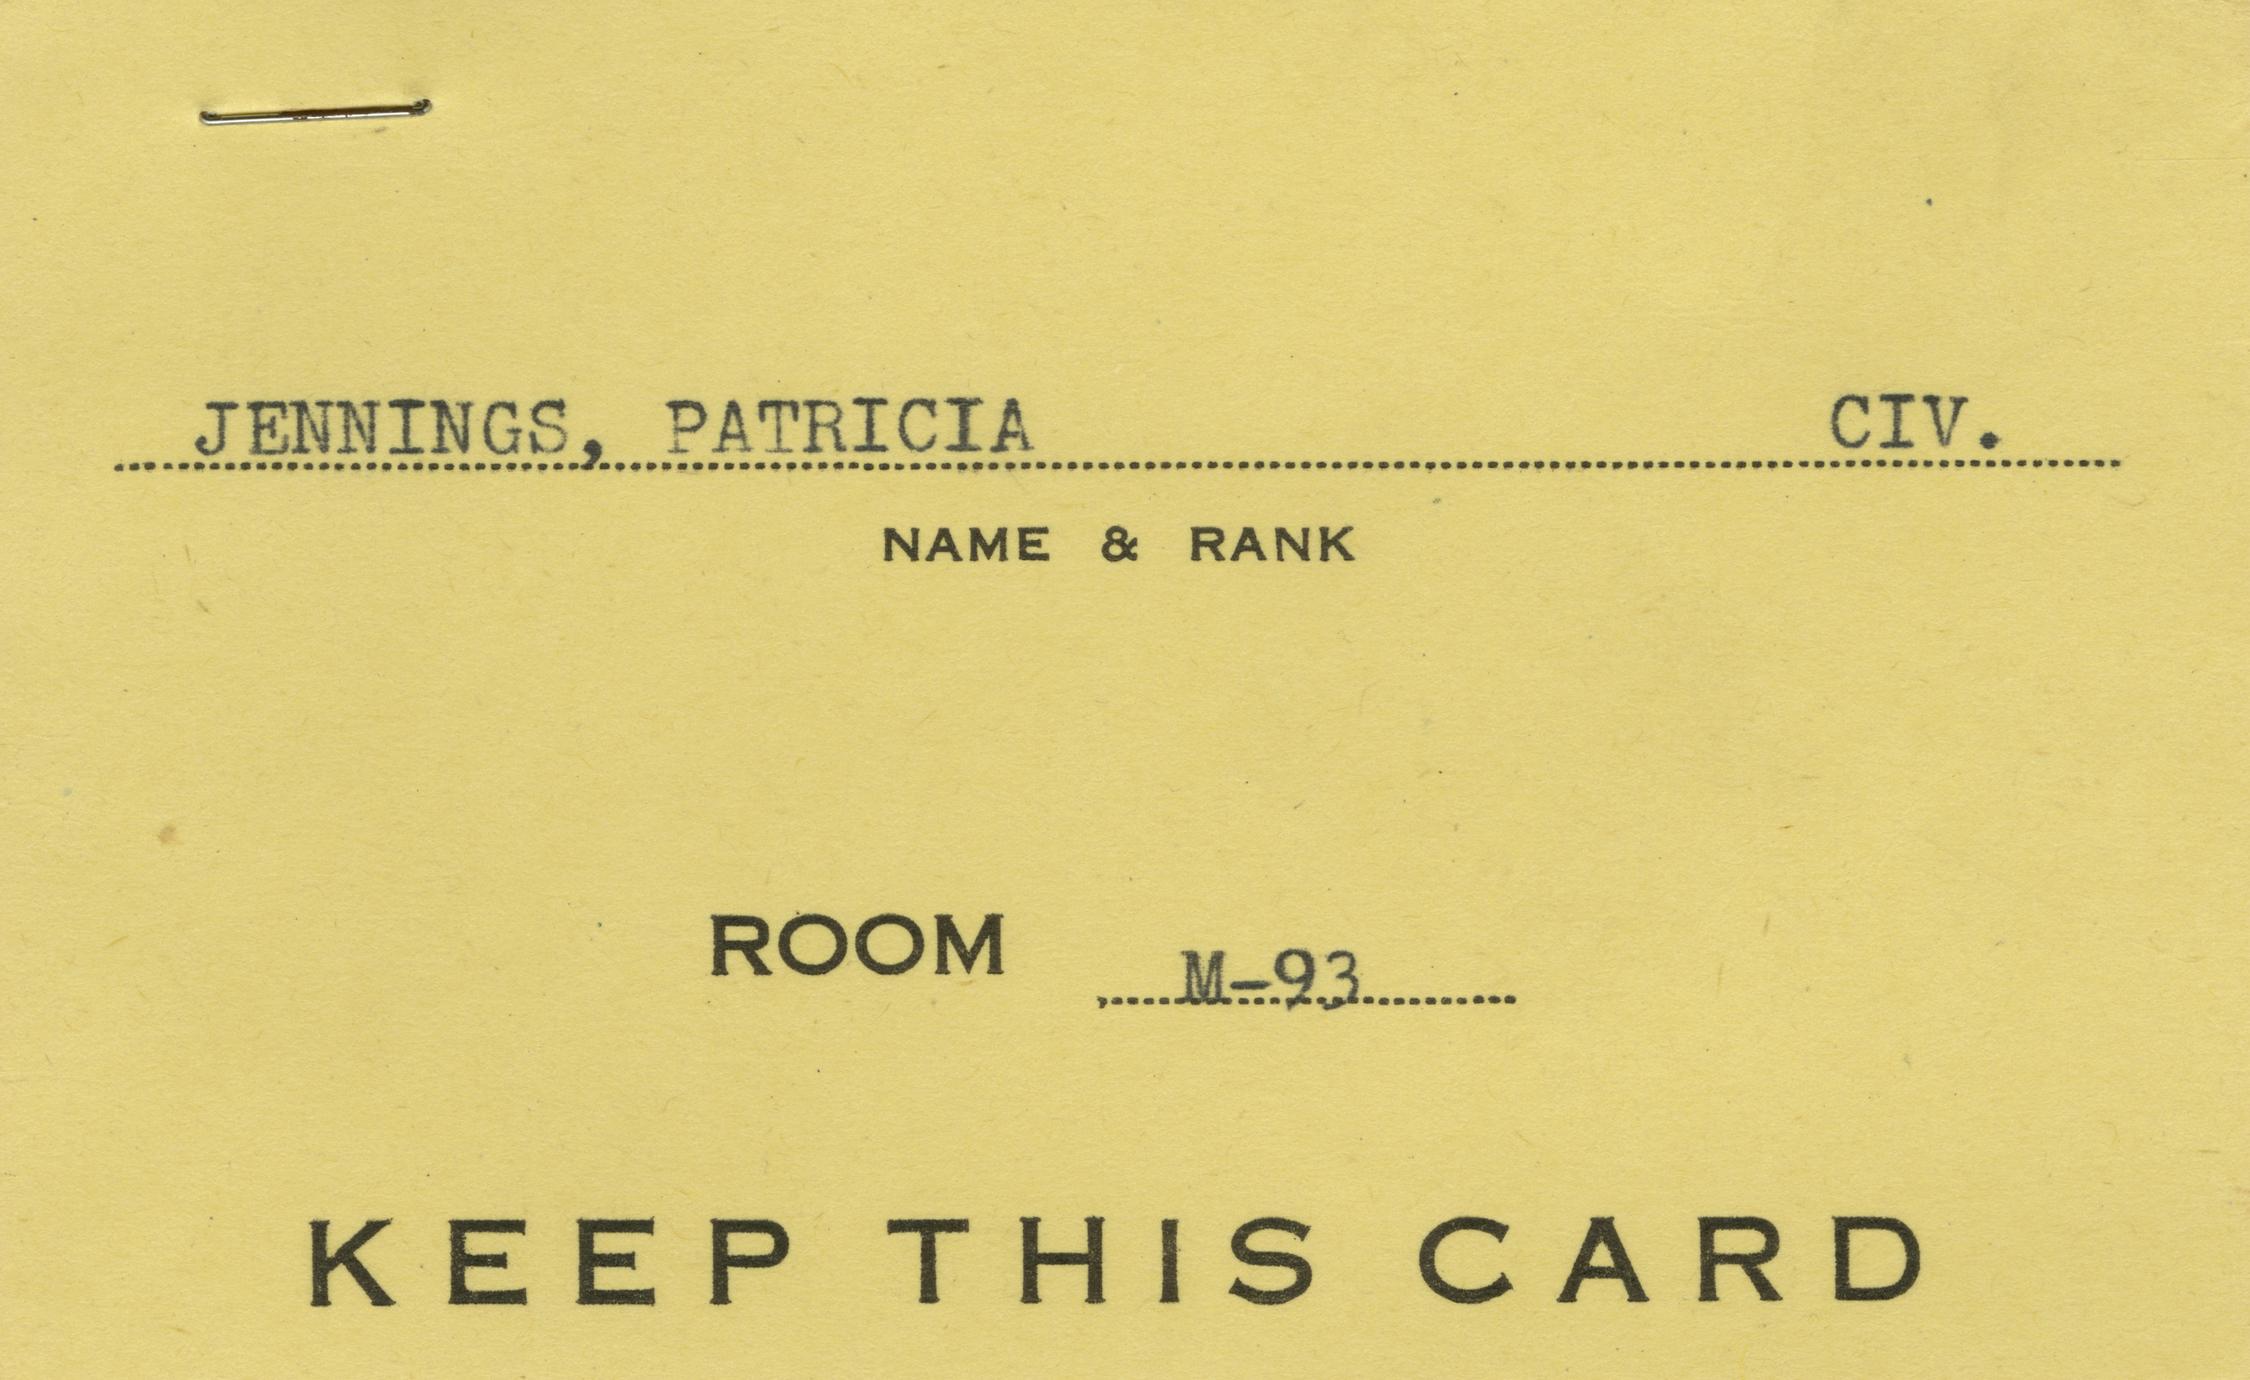 JENNINGS, PATRICIA CIV.
NAME & RANK
ROOM M-93
KEEP THIS CARD